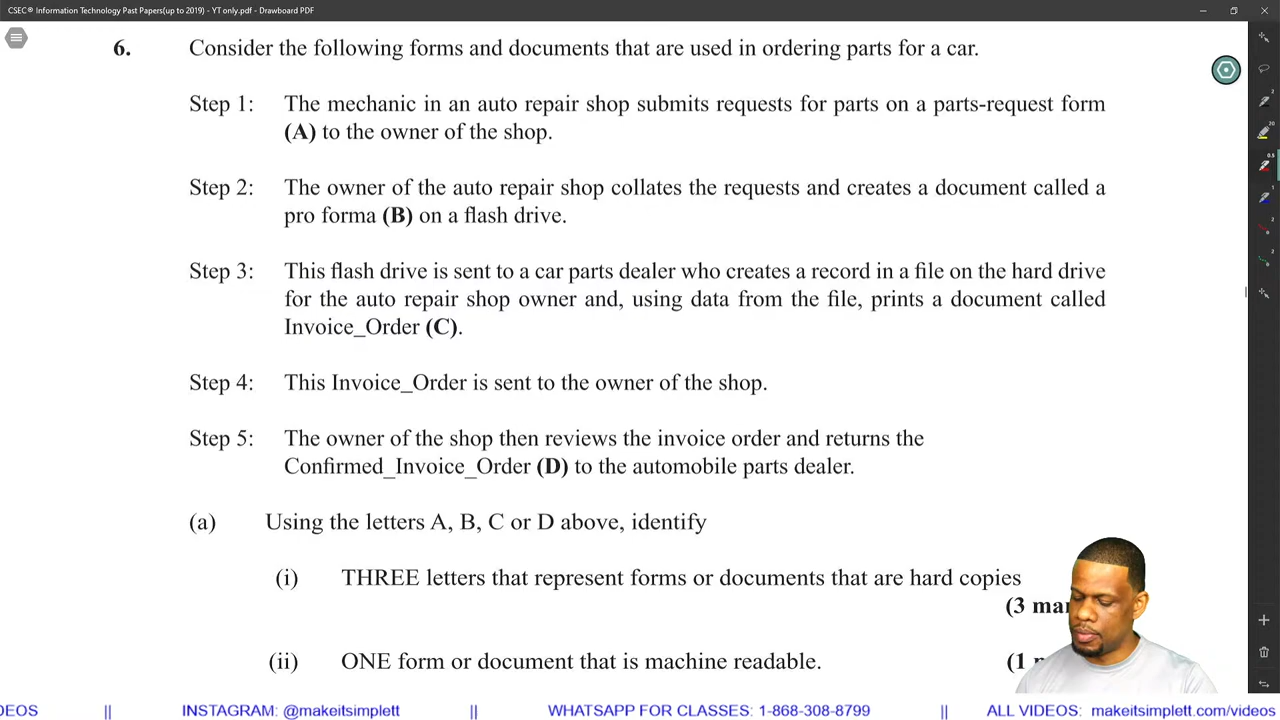 CSEC® Information Technology Past Papers(up to 2019) - YT only.pdf - Drawboard PDF
6. Consider the following forms and documents that are used in ordering parts for a car.
Step 1: The mechanic in an auto repair shop submits requests for parts on a parts-request form
(A) to the owner of the shop.
Step 2: The owner of the auto repair shop collates the requests and creates a document called a
pro forma (B) on a flash drive.
Step 3: This flash drive is sent to a car parts dealer who creates a record in a file on the hard drive
for the auto repair shop owner and, using data from the file, prints a document called
Invoice_Order (C).
Step 4: This Invoice_Order is sent to the owner of the shop.
Step 5: The owner of the shop then reviews the invoice order and returns the
Confirmed_Invoice_Order (D) to the automobile parts dealer.
(a) Using the letters A, B, C or D above, identify
(i) THREE letters that represent forms or documents that are hard copies
(3
(ii) ONE form or document that is machine readable.
(1
|| INSTAGRAM: @makeitsimplett || WHATSAPP FOR CLASSES: 1-868-308-8799 || ALL VIDEOS: makeitsimplett.com/videos